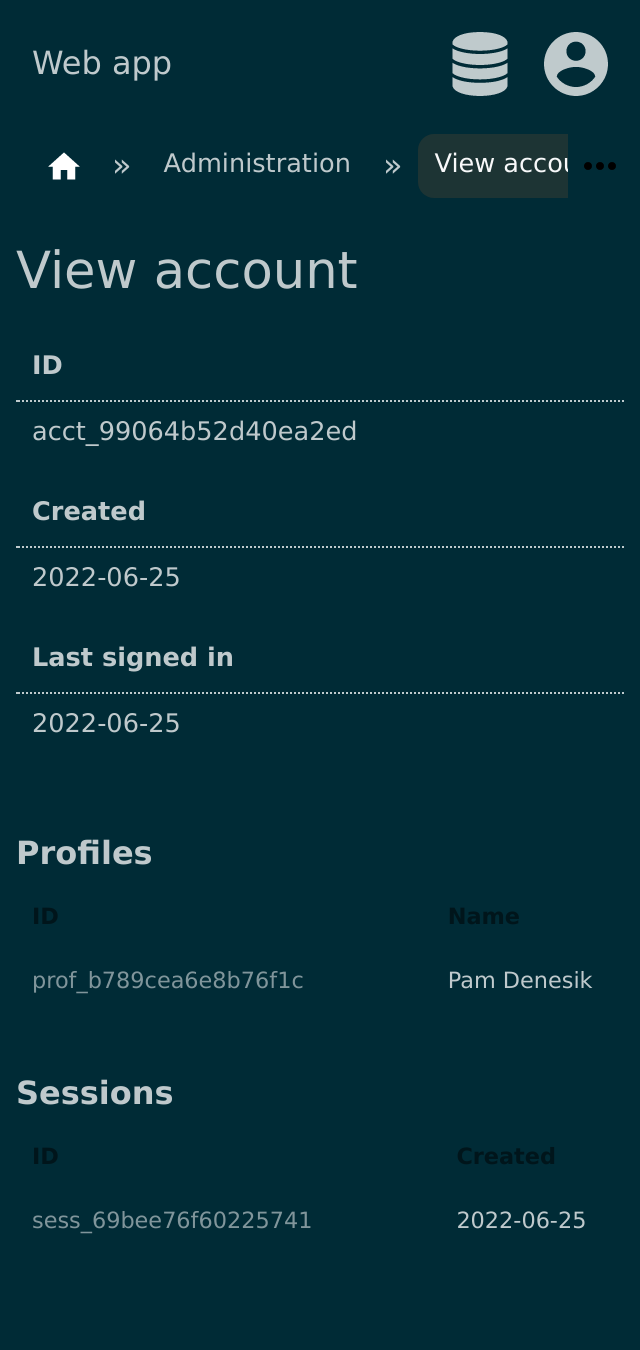 Web app
» Administration » View accou
View account
ID
acct_99064b52d40ea2ed
Created
2022-06-25
Last signed in
2022-06-25
Profiles
ID Name
prof_b789cea6e8b76f1c Pam Denesik
Sessions
ID Created
sess_69bee76f60225741 2022-06-25